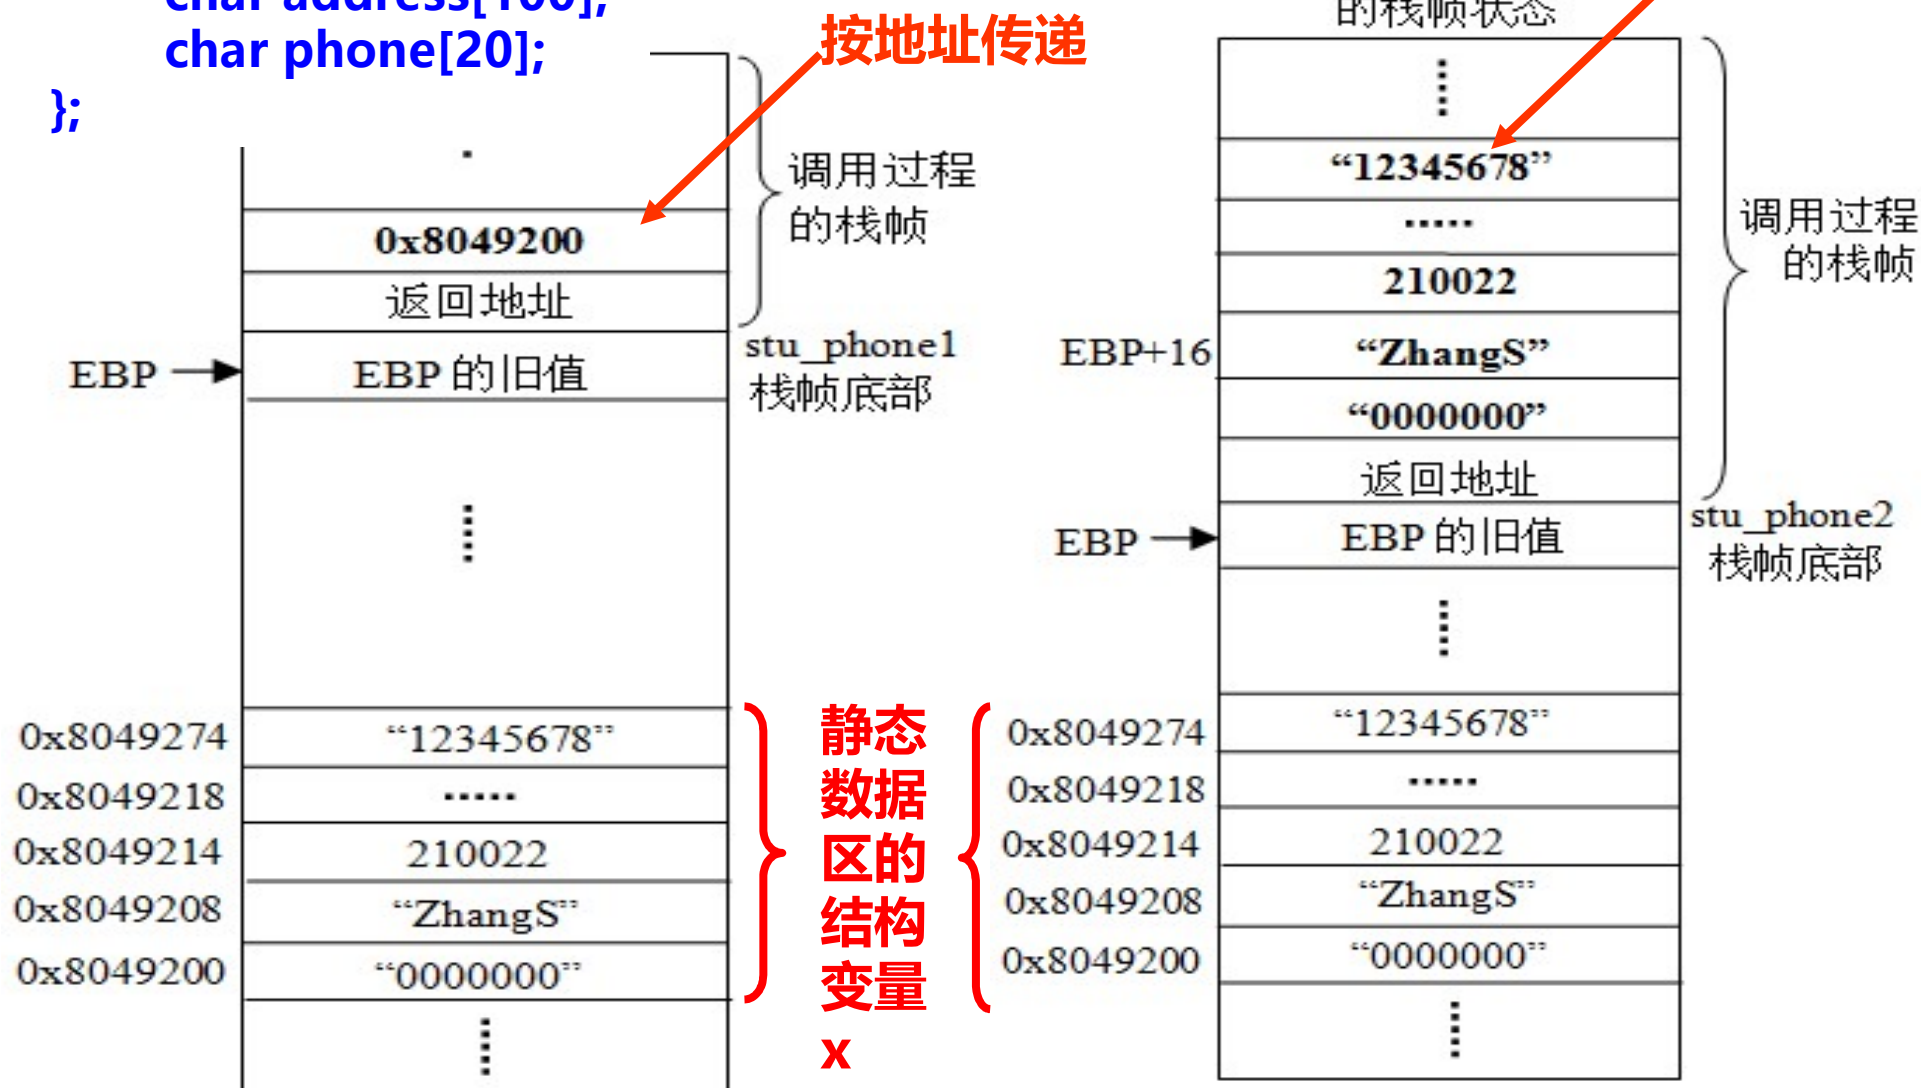 char address[100];
char phone[20];
};
按地址传递
0x8049200
返回地址
EBP
EBP 的旧值
调用过程
的栈帧
stu_phone1
栈帧底部
0x8049274
“12345678”
0x8049218
.....
0x8049214
210022
0x8049208
“ZhangS”
0x8049200
“0000000”
静态
数据
区的
结构
变量
x
的栈帧状态
“12345678”
.....
210022
EBP+16
“ZhangS”
“0000000”
返回地址
EBP
EBP 的旧值
调用过程
的栈帧
stu_phone2
栈帧底部
0x8049274
“12345678”
0x8049218
.....
0x8049214
210022
0x8049208
“ZhangS”
0x8049200
“0000000”